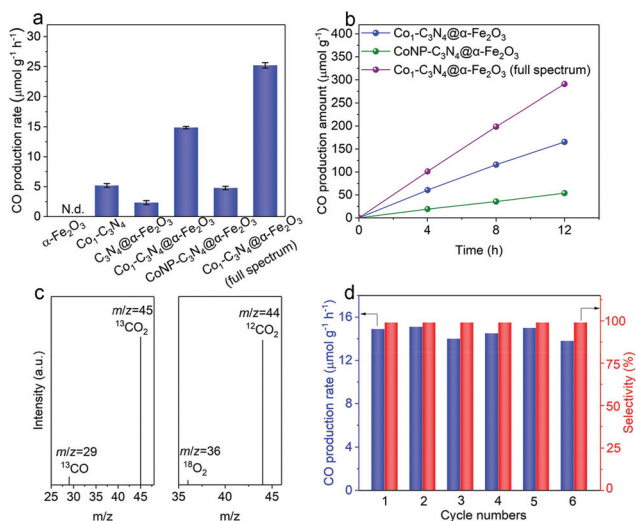 a
CO production rate (μmol g⁻¹ h⁻¹)
30
25
20
15
10
5
0
N.d.
α-Fe₂O₃
Co₁-C₃N₄
C₃N₄@α-Fe₂O₃
Co₁-C₃N₄@α-Fe₂O₃
CoNP-C₃N₄@α-Fe₂O₃
Co₁-C₃N₄@α-Fe₂O₃
(full spectrum)
b
CO production amount (μmol g⁻¹)
400
350
300
250
200
150
100
50
0
Co₁-C₃N₄@α-Fe₂O₃
CoNP-C₃N₄@α-Fe₂O₃
Co₁-C₃N₄@α-Fe₂O₃ (full spectrum)
0 4 8 12
Time (h)
c
Intensity (a.u.)
m/z=45
¹³CO₂
m/z=29
¹³CO
25 30 35 40 45
m/z
m/z=44
¹²CO₂
m/z=36
¹⁸O₂
35 40 45
m/z
d
CO production rate (μmol g⁻¹ h⁻¹)
16
12
8
4
0
1 2 3 4 5 6
Cycle numbers
100
75
50
25
0
Selectivity (%)